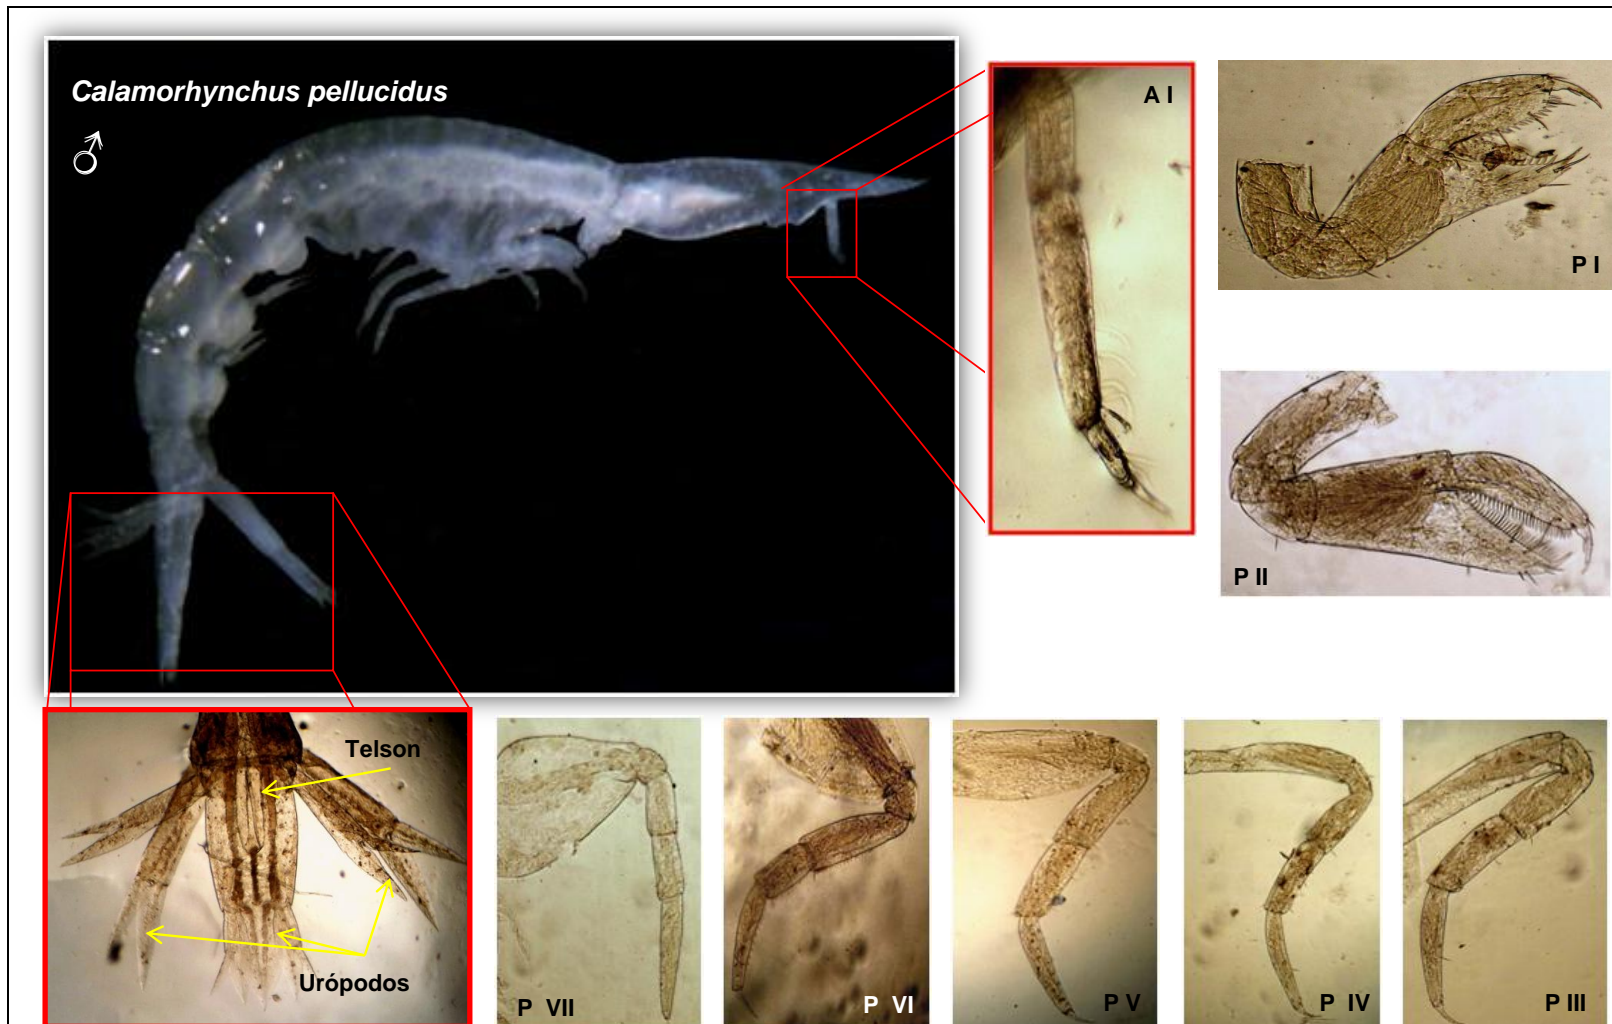 Calamorhynchus pellucidus
♂
A I
P I
P II
Telson
Urópodos
P VII
P VI
P V
P IV
P III